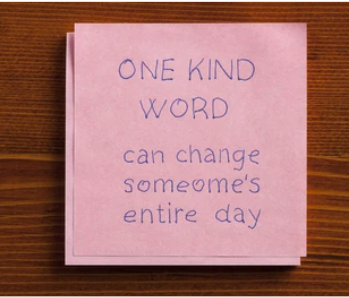 ONE KIND
WORD
can change
someome's
entire day